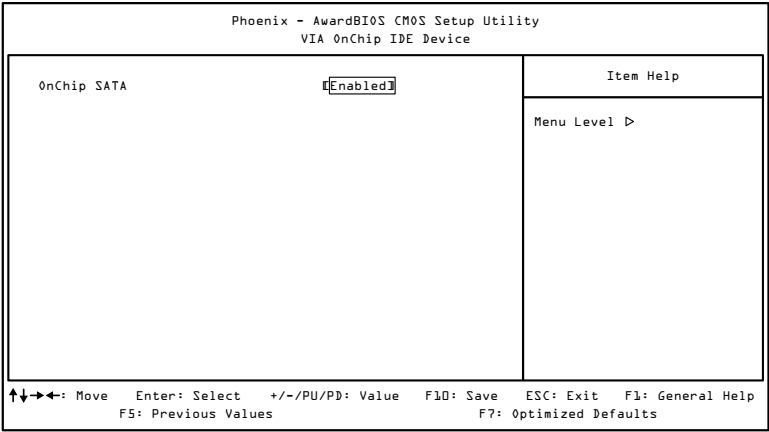 Phoenix - AwardBIOS CMOS Setup Utility
VIA OnChip IDE Device
OnChip SATA [Enabled]
Item Help
Menu Level ▷
↑↓→←: Move Enter: Select +/-/PU/PD: Value F10: Save ESC: Exit F1: General Help
F5: Previous Values F7: Optimized Defaults